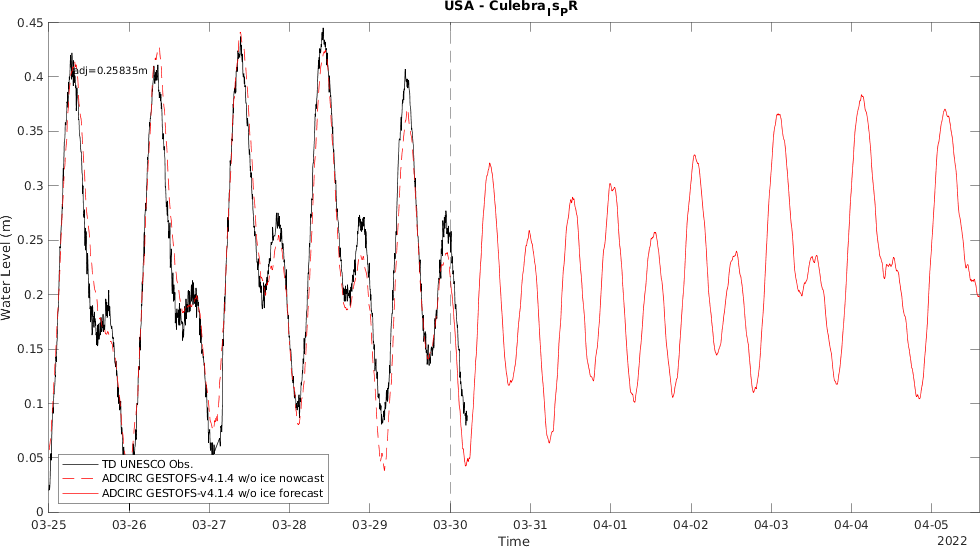 USA - Culebra_Is_PR
0.45
0.4
0.35
0.3
0.25
0.2
0.15
0.1
0.05
0
Water Level (m)
adj=0.25835m
TD UNESCO Obs.
ADCIRC GESTOFS-v4.1.4 w/o ice nowcast
ADCIRC GESTOFS-v4.1.4 w/o ice forecast
03-25 03-26 03-27 03-28 03-29 03-30 03-31 04-01 04-02 04-03 04-04 04-05
Time
2022